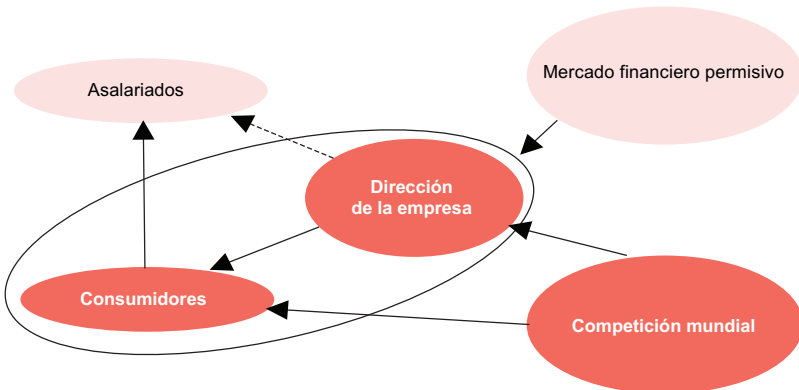 Mercado financiero permisivo
Asalariados
Dirección
de la empresa
Consumidores
Competición mundial